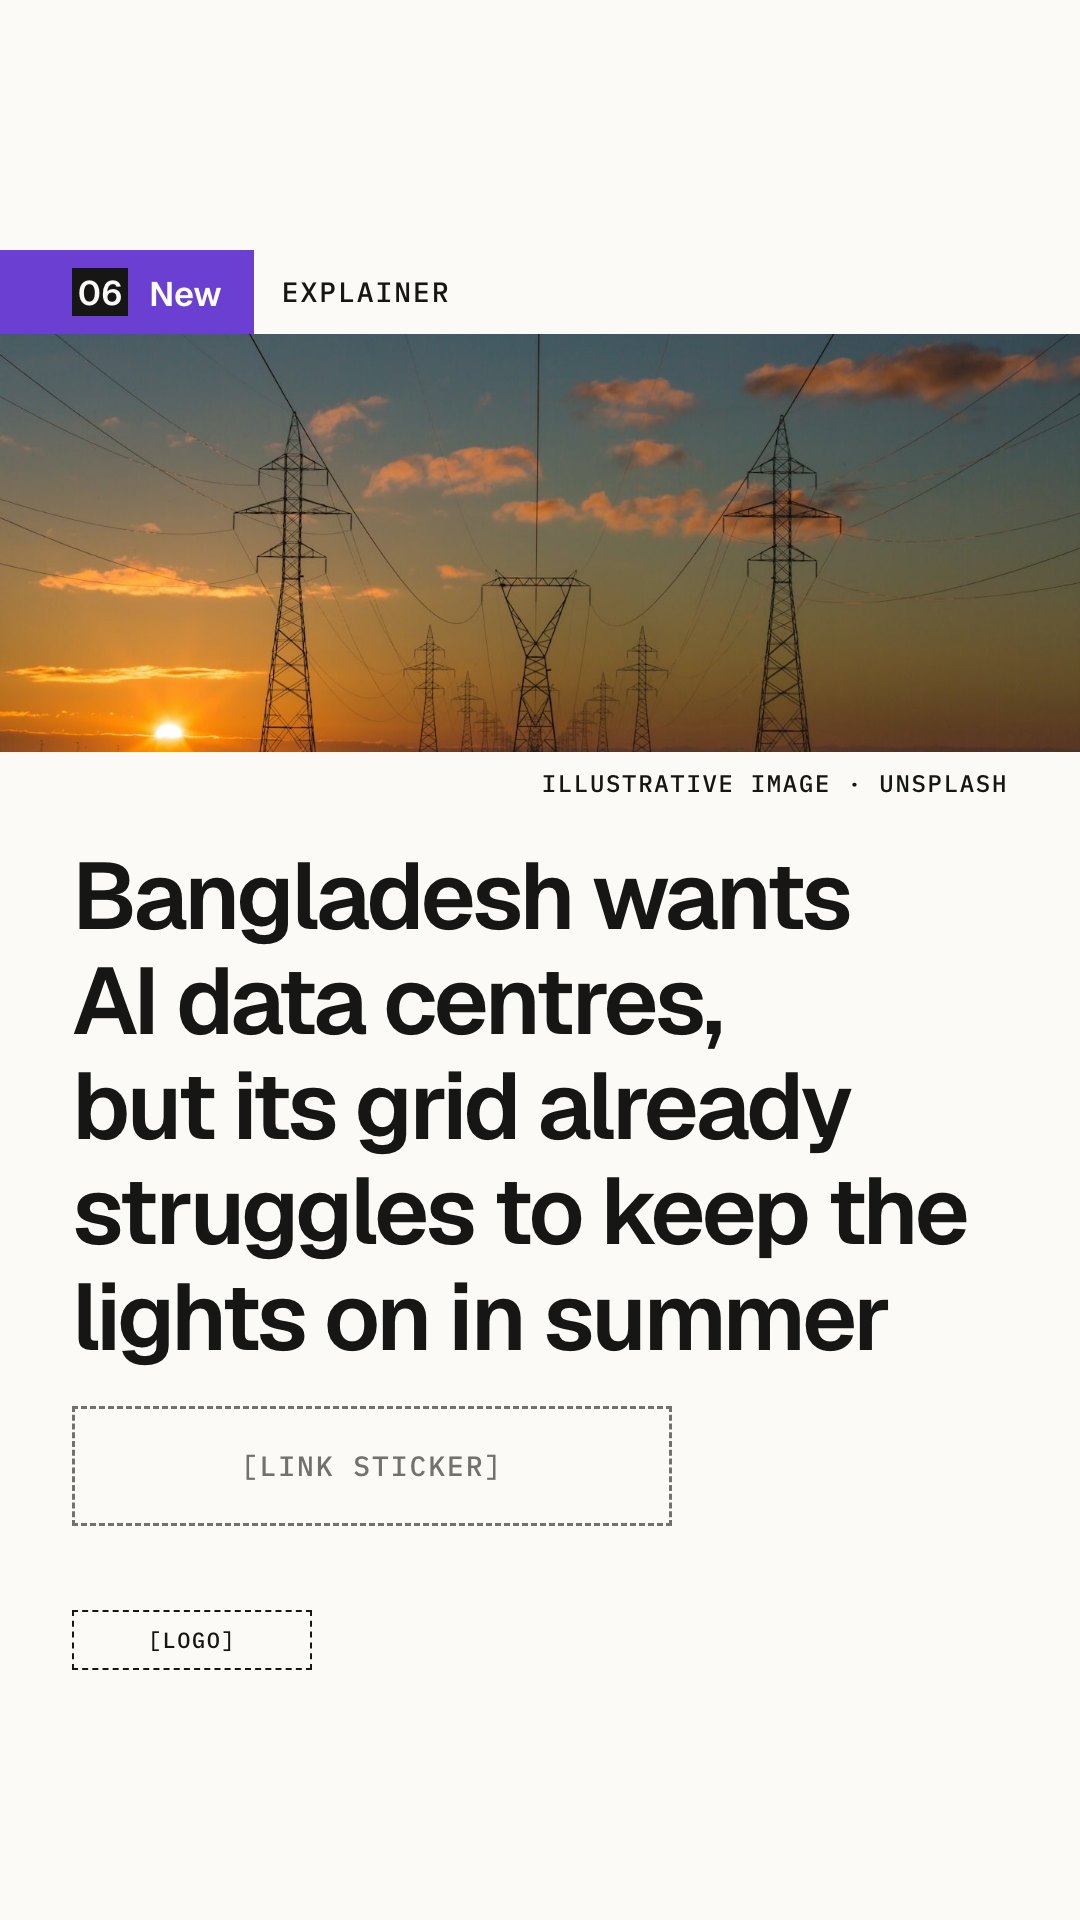 06 New EXPLAINER
ILLUSTRATIVE IMAGE · UNSPLASH
Bangladesh wants
AI data centres,
but its grid already
struggles to keep the
lights on in summer
[LINK STICKER]
[LOGO]